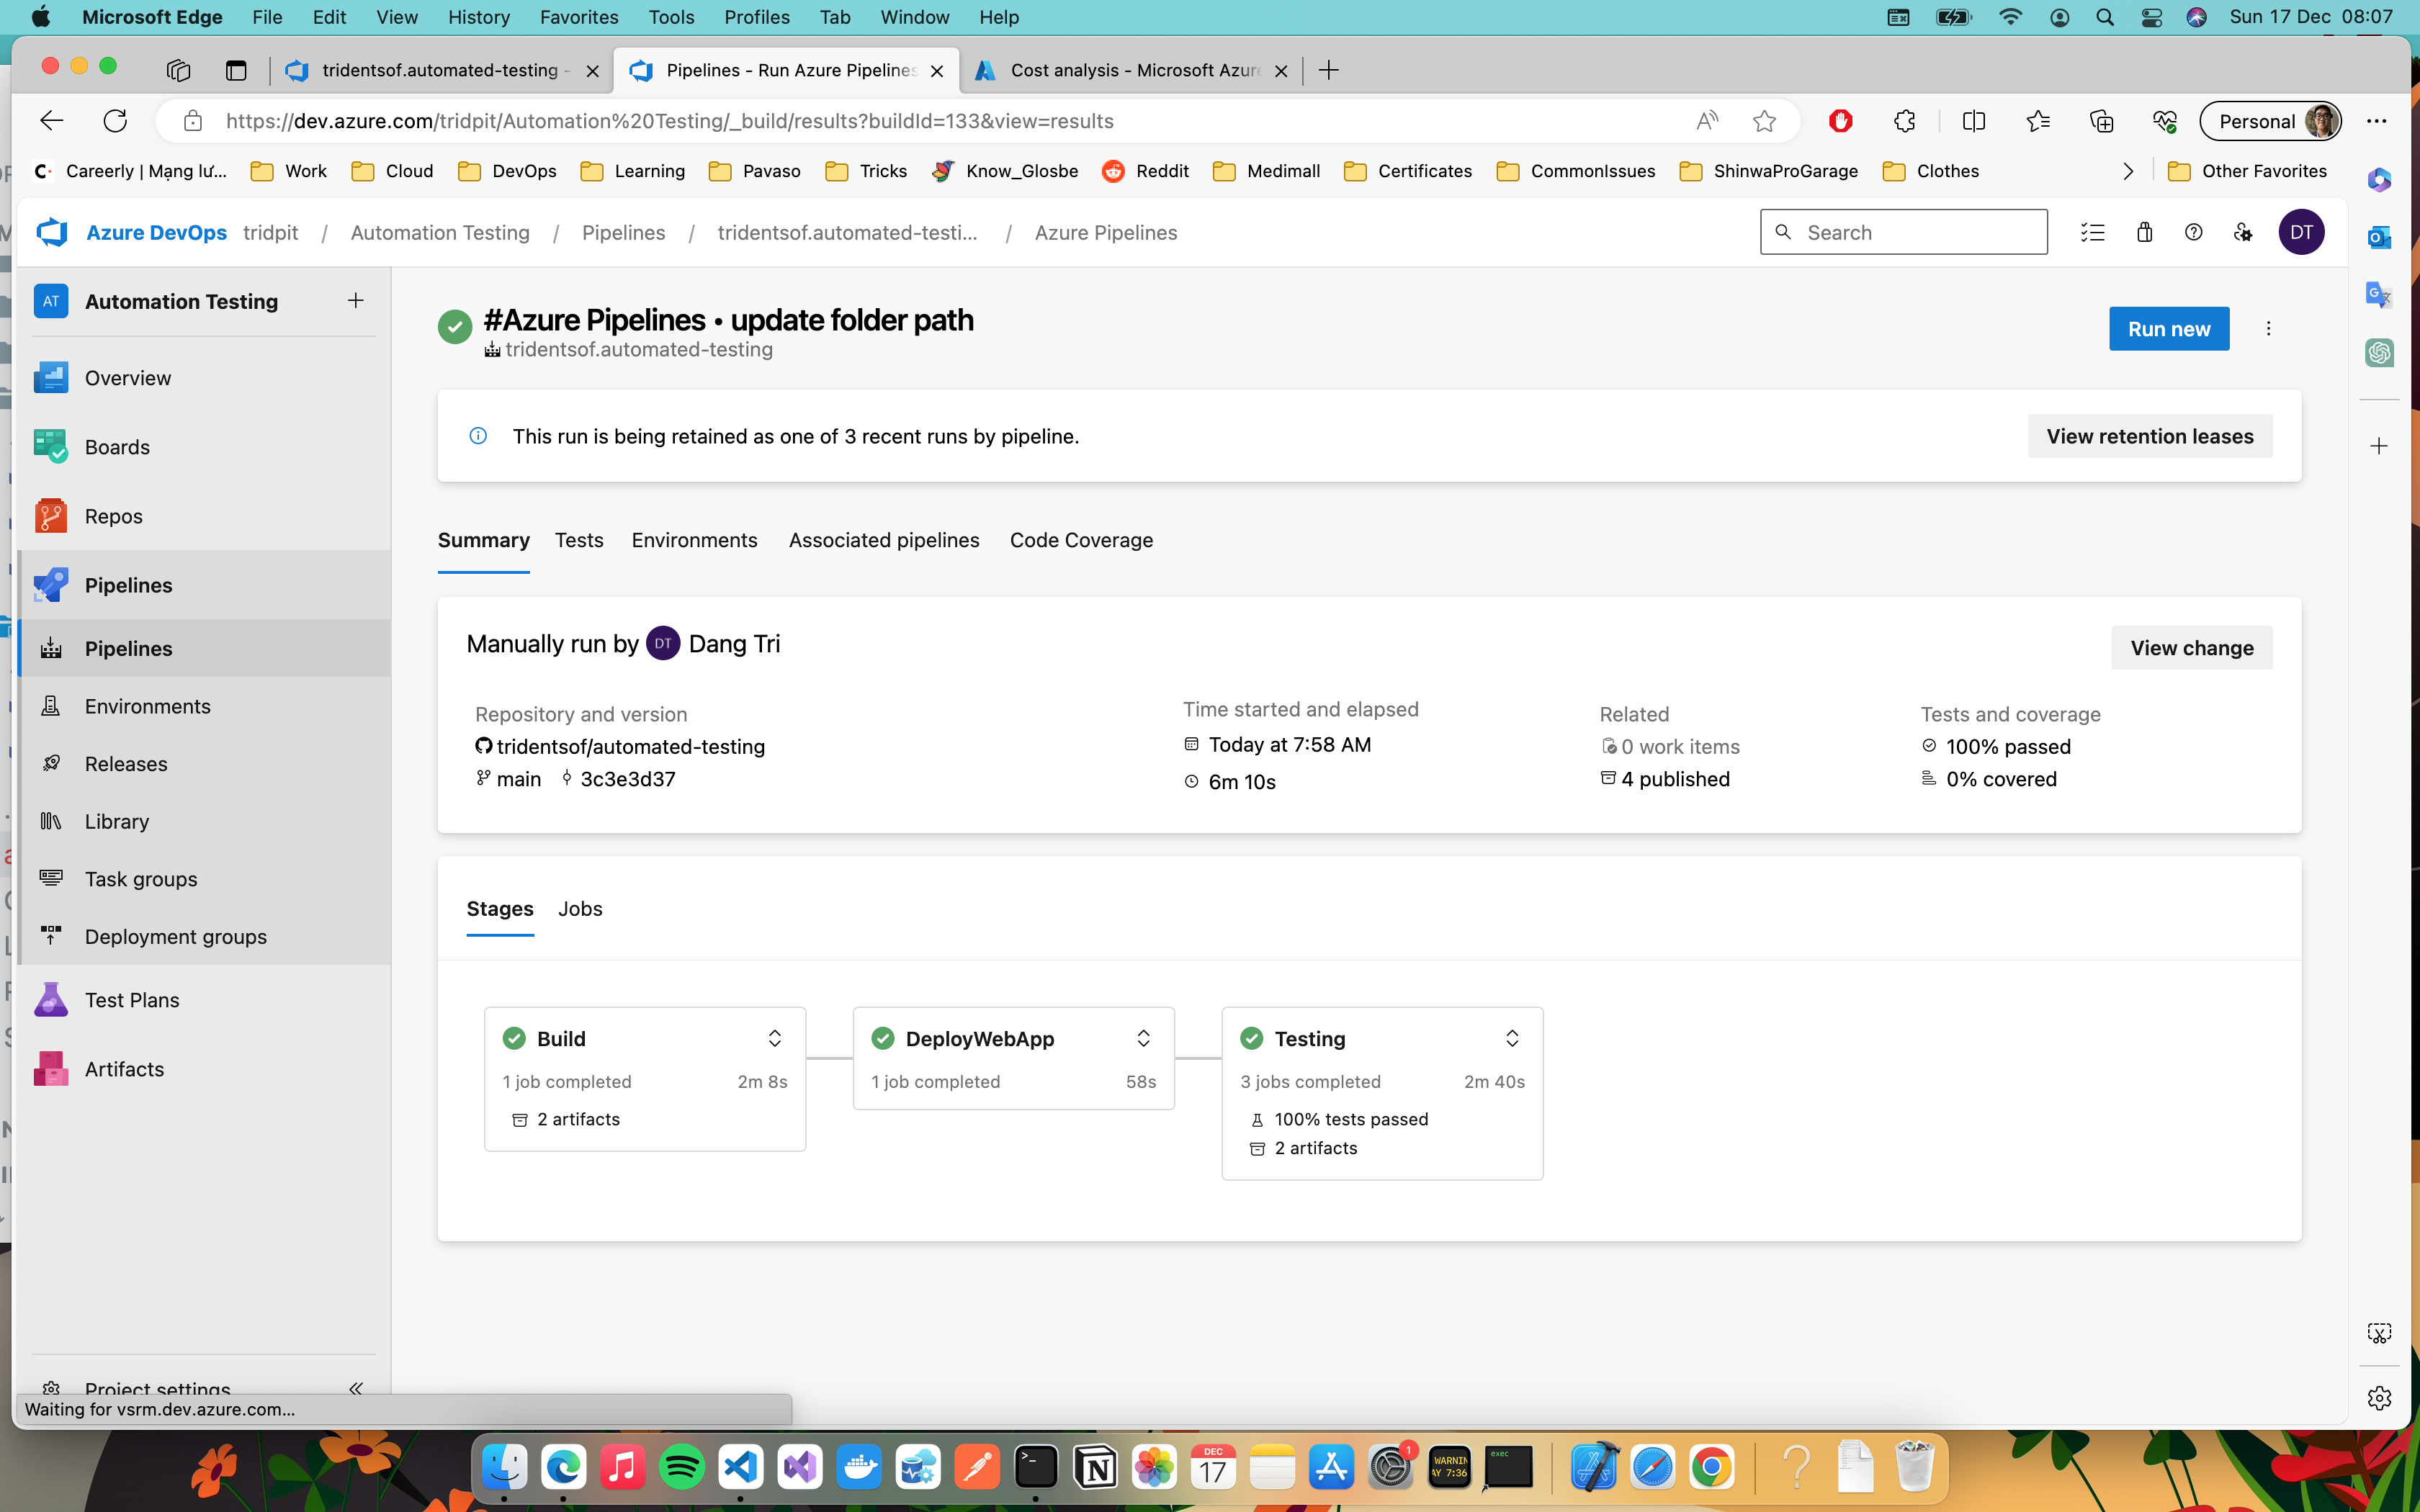 Microsoft Edge File Edit View History Favorites Tools Profiles Tab Window Help Sun 17 Dec 08:07
tridentsof.automated-testing - Pipelines - Run Azure Pipelines Cost analysis - Microsoft Azure
https://dev.azure.com/tridpit/Automation%20Testing/_build/results?buildId=133&view=results Personal
Careerly | Mạng lư... Work Cloud DevOps Learning Pavaso Tricks Know_Glosbe Reddit Medimall Certificates CommonIssues ShinwaProGarage Clothes Other Favorites
Azure DevOps tridpit / Automation Testing / Pipelines / tridentsof.automated-testi... / Azure Pipelines Search DT
AT Automation Testing
Overview
Boards
Repos
Pipelines
Pipelines
Environments
Releases
Library
Task groups
Deployment groups
Test Plans
Artifacts
Project settings
Waiting for vsrm.dev.azure.com...
#Azure Pipelines • update folder path
tridentsof.automated-testing
Run new
This run is being retained as one of 3 recent runs by pipeline. View retention leases
Summary Tests Environments Associated pipelines Code Coverage
Manually run by DT Dang Tri View change
Repository and version Time started and elapsed Related Tests and coverage
tridentsof/automated-testing Today at 7:58 AM 0 work items 100% passed
main 3c3e3d37 6m 10s 4 published 0% covered
Stages Jobs
Build DeployWebApp Testing
1 job completed 2m 8s 1 job completed 58s 3 jobs completed 2m 40s
2 artifacts 100% tests passed
2 artifacts
DEC
17
1
WARNIN
AY 7:36
exec